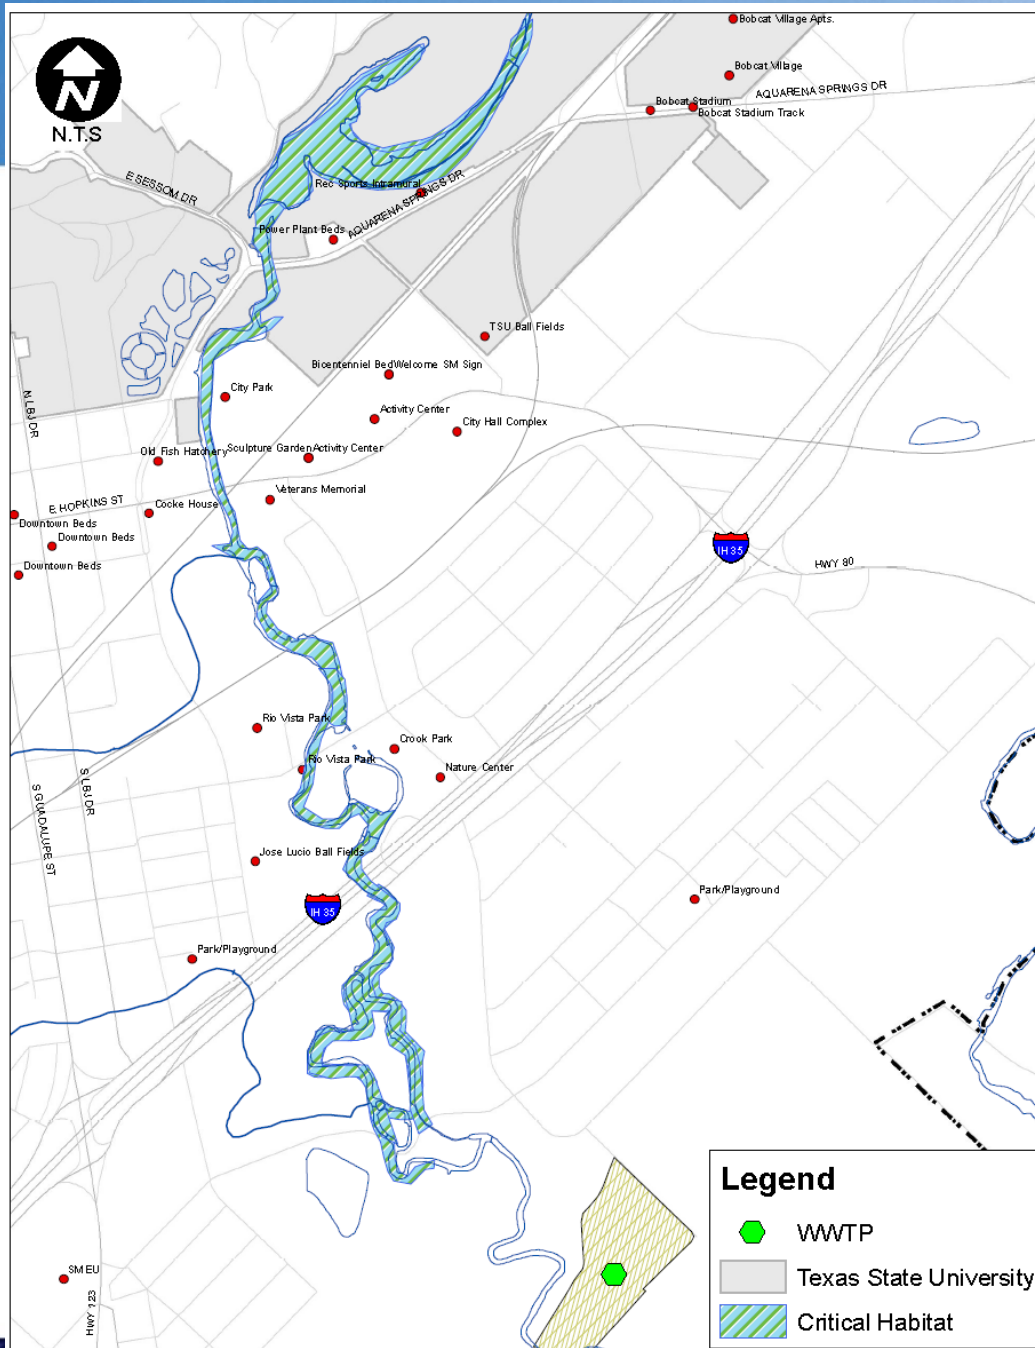 Bobcat Village Apts.
N
N.T.S
Bobcat Village
AQUARENA SPRINGS DR
Bobcat Stadium
Bobcat Stadium Track
E SESSOM DR
Rec Sports Intramural
AQUARENA SPRINGS DR
Power Plant Beds
TSU Ball Fields
Bicentenniel Bed
Welcome SM Sign
City Park
N LBJ DR
Activity Center
City Hall Complex
Old Fish Hatchery
Sculpture Garden
Activity Center
Veterans Memorial
E HOPKINS ST
Cocke House
Downtown Beds
Downtown Beds
Downtown Beds
IH 35
HWY 80
Rio Vista Park
Crook Park
Rio Vista Park
Nature Center
S LBJ DR
S GUADALUPE ST
Jose Lucio Ball Fields
Park/Playground
IH 35
Park/Playground
SMEU
HWY 123
Legend
WWTP
Texas State University
Critical Habitat